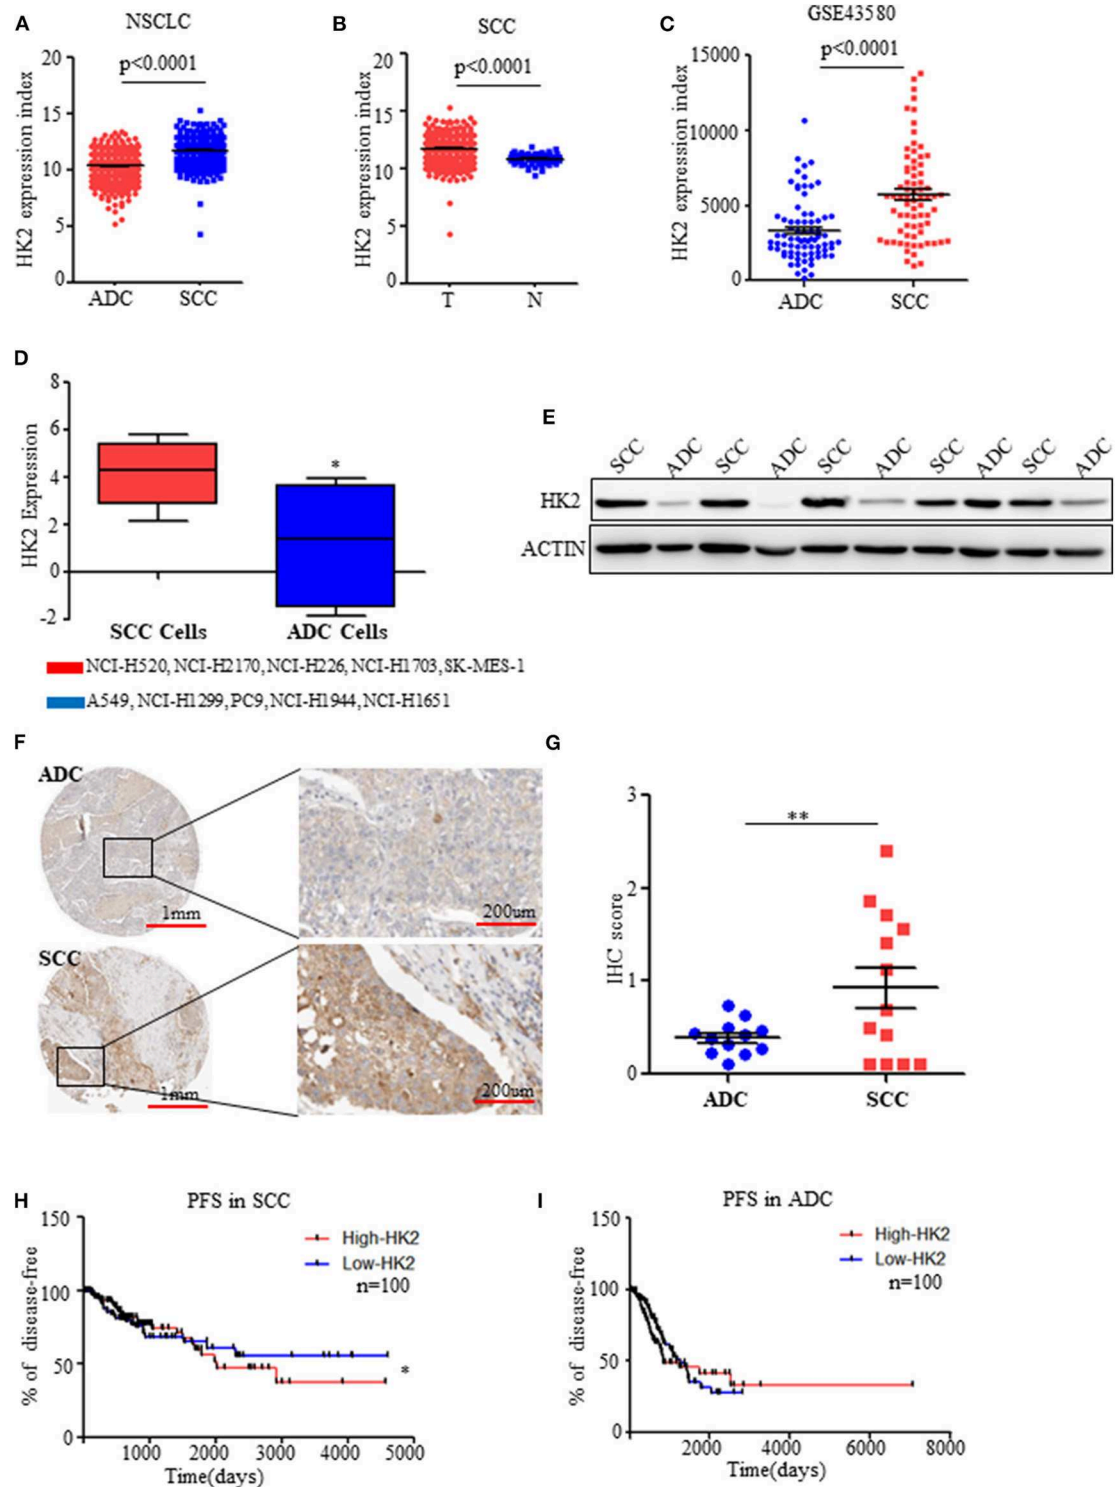 A
NSCLC
p<0.0001
HK2 expression index
20
15
10
5
0
ADC
SCC
B
SCC
p<0.0001
HK2 expression index
20
15
10
5
0
T
N
C
GSE43580
p<0.0001
HK2 expression index
15000
10000
5000
0
ADC
SCC
D
HK2 Expression
8
6
4
2
0
-2
*
SCC Cells
ADC Cells
NCI-H520, NCI-H2170, NCI-H226, NCI-H1703, SK-MES-1
A549, NCI-H1299, PC9, NCI-H1944, NCI-H1651
E
SCC ADC SCC ADC SCC ADC SCC ADC SCC ADC
HK2
ACTIN
F
ADC
1mm
200um
SCC
1mm
200um
G
**
IHC score
3
2
1
0
ADC
SCC
H
PFS in SCC
% of disease-free
150
100
50
0
High-HK2
Low-HK2
n=100
*
1000 2000 3000 4000 5000
Time(days)
I
PFS in ADC
% of disease-free
150
100
50
0
High-HK2
Low-HK2
n=100
2000 4000 6000 8000
Time(days)